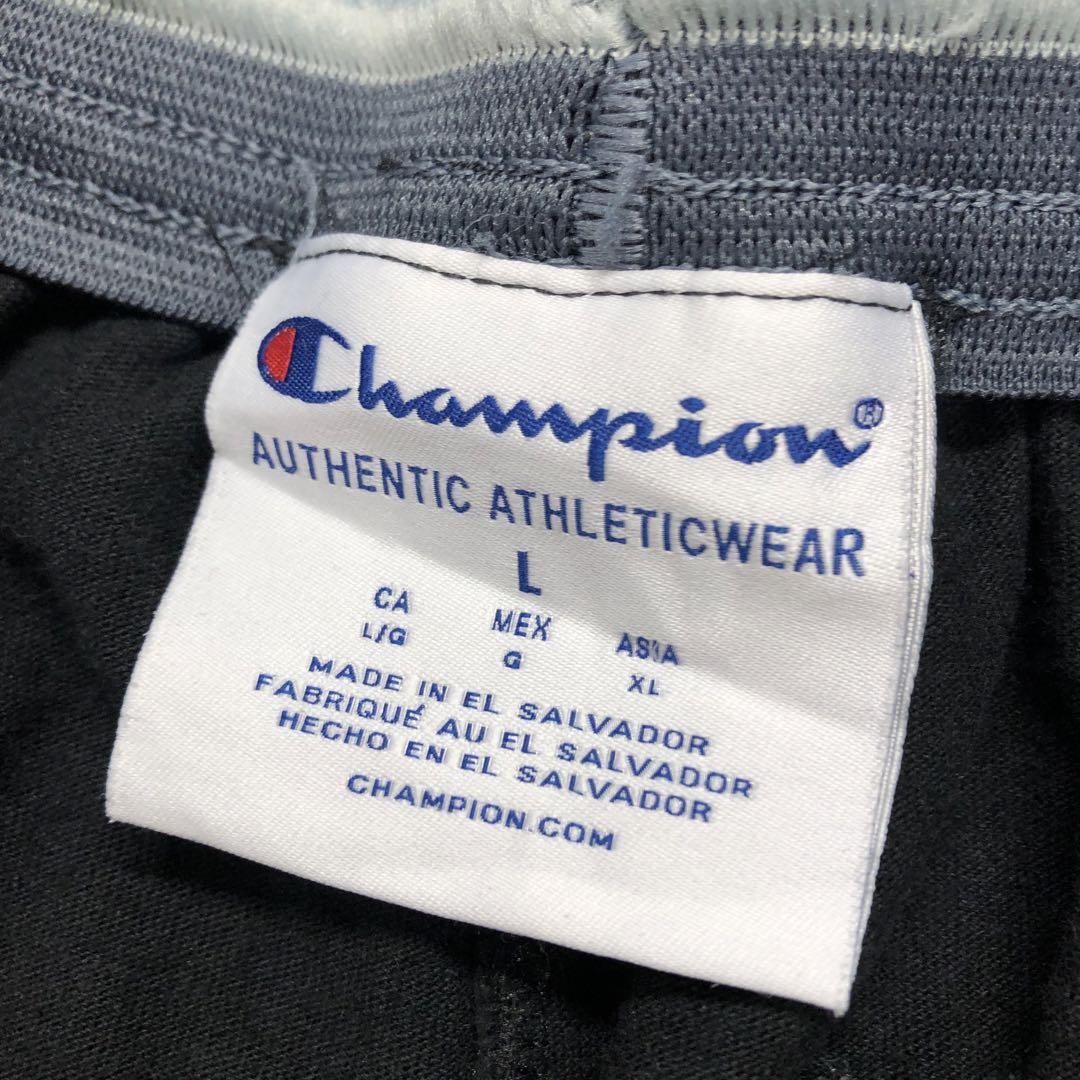 Champion®
AUTHENTIC ATHLETICWEAR
L
CA MEX ASIA
L/G G XL
MADE IN EL SALVADOR
FABRIQUÉ AU EL SALVADOR
HECHO EN EL SALVADOR
CHAMPION.COM